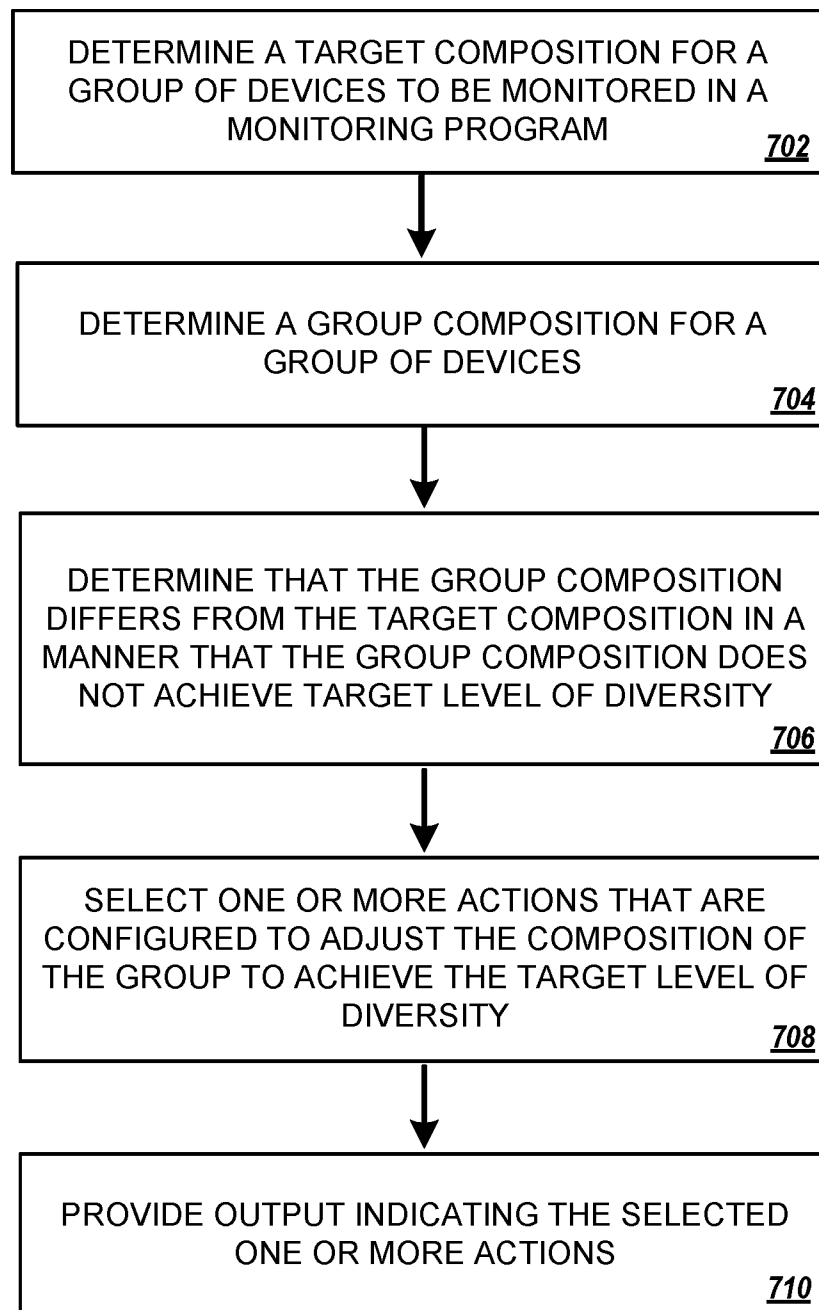 DETERMINE A TARGET COMPOSITION FOR A
GROUP OF DEVICES TO BE MONITORED IN A
MONITORING PROGRAM
702
DETERMINE A GROUP COMPOSITION FOR A
GROUP OF DEVICES
704
DETERMINE THAT THE GROUP COMPOSITION
DIFFERS FROM THE TARGET COMPOSITION IN A
MANNER THAT THE GROUP COMPOSITION DOES
NOT ACHIEVE TARGET LEVEL OF DIVERSITY
706
SELECT ONE OR MORE ACTIONS THAT ARE
CONFIGURED TO ADJUST THE COMPOSITION OF
THE GROUP TO ACHIEVE THE TARGET LEVEL OF
DIVERSITY
708
PROVIDE OUTPUT INDICATING THE SELECTED
ONE OR MORE ACTIONS
710